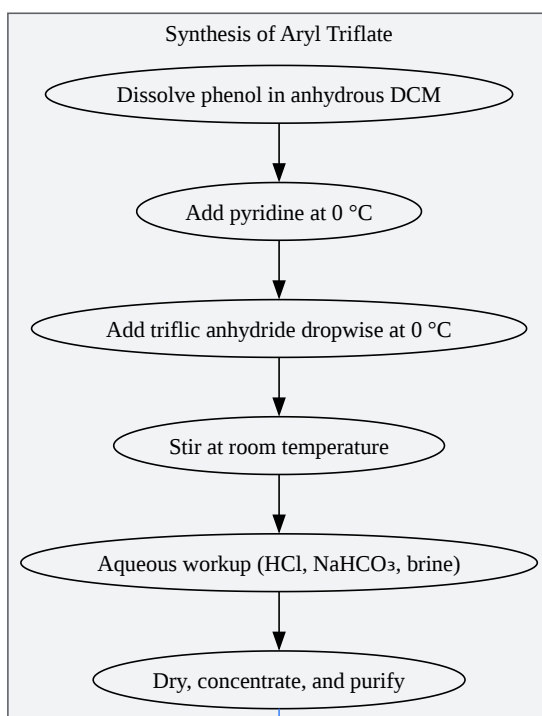 Synthesis of Aryl Triflate
Dissolve phenol in anhydrous DCM
Add pyridine at 0 °C
Add triflic anhydride dropwise at 0 °C
Stir at room temperature
Aqueous workup (HCl, NaHCO₃, brine)
Dry, concentrate, and purify